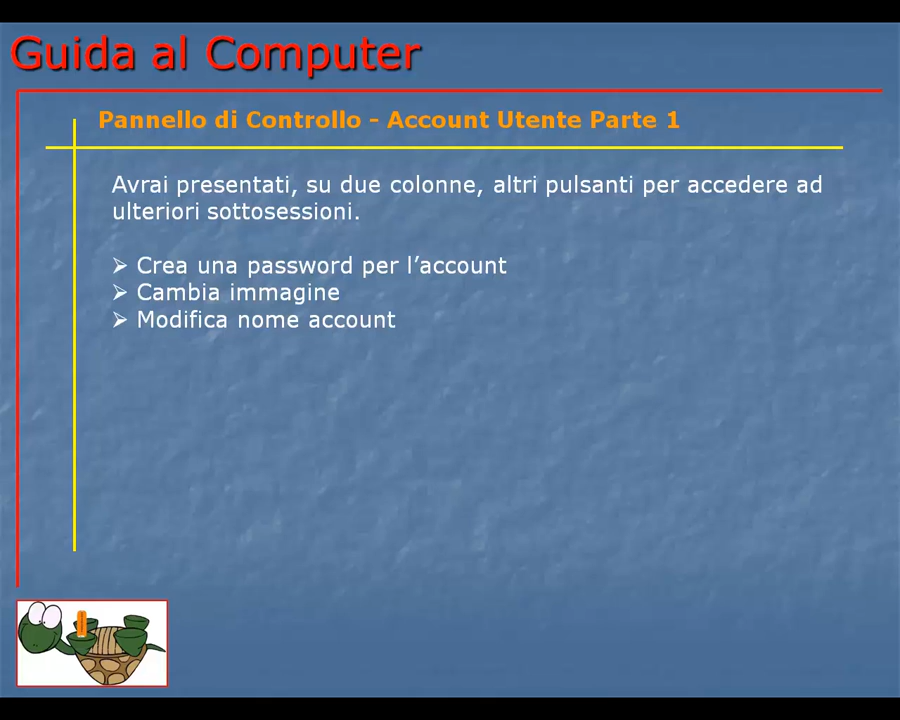 Guida al Computer
Pannello di Controllo - Account Utente Parte 1
Avrai presentati, su due colonne, altri pulsanti per accedere ad
ulteriori sottosessioni.
⮚ Crea una password per l’account
⮚ Cambia immagine
⮚ Modifica nome account